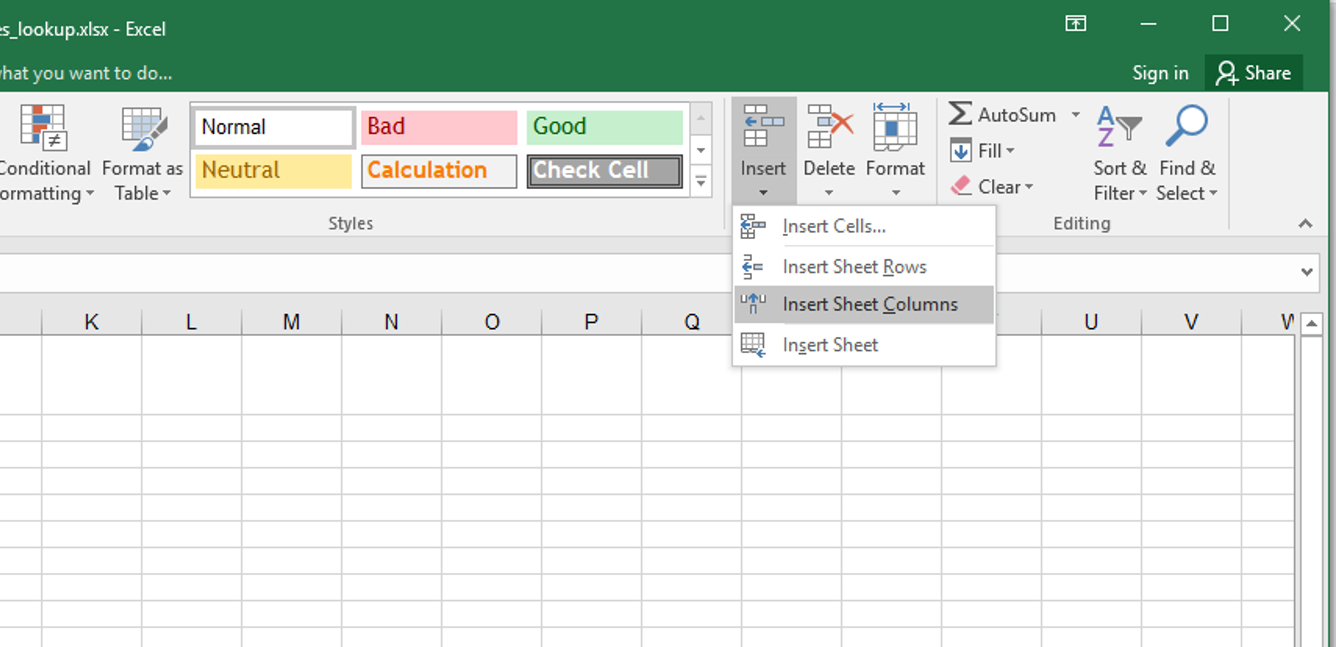 es_lookup.xlsx - Excel
what you want to do...
Sign in
Share
Conditional
Formatting
Format as
Table
Normal
Bad
Good
Neutral
Calculation
Check Cell
Styles
Insert
Delete
Format
AutoSum
Fill
Clear
Sort &
Filter
Find &
Select
Editing
Insert Cells...
Insert Sheet Rows
Insert Sheet Columns
Insert Sheet
K L M N O P Q U V W